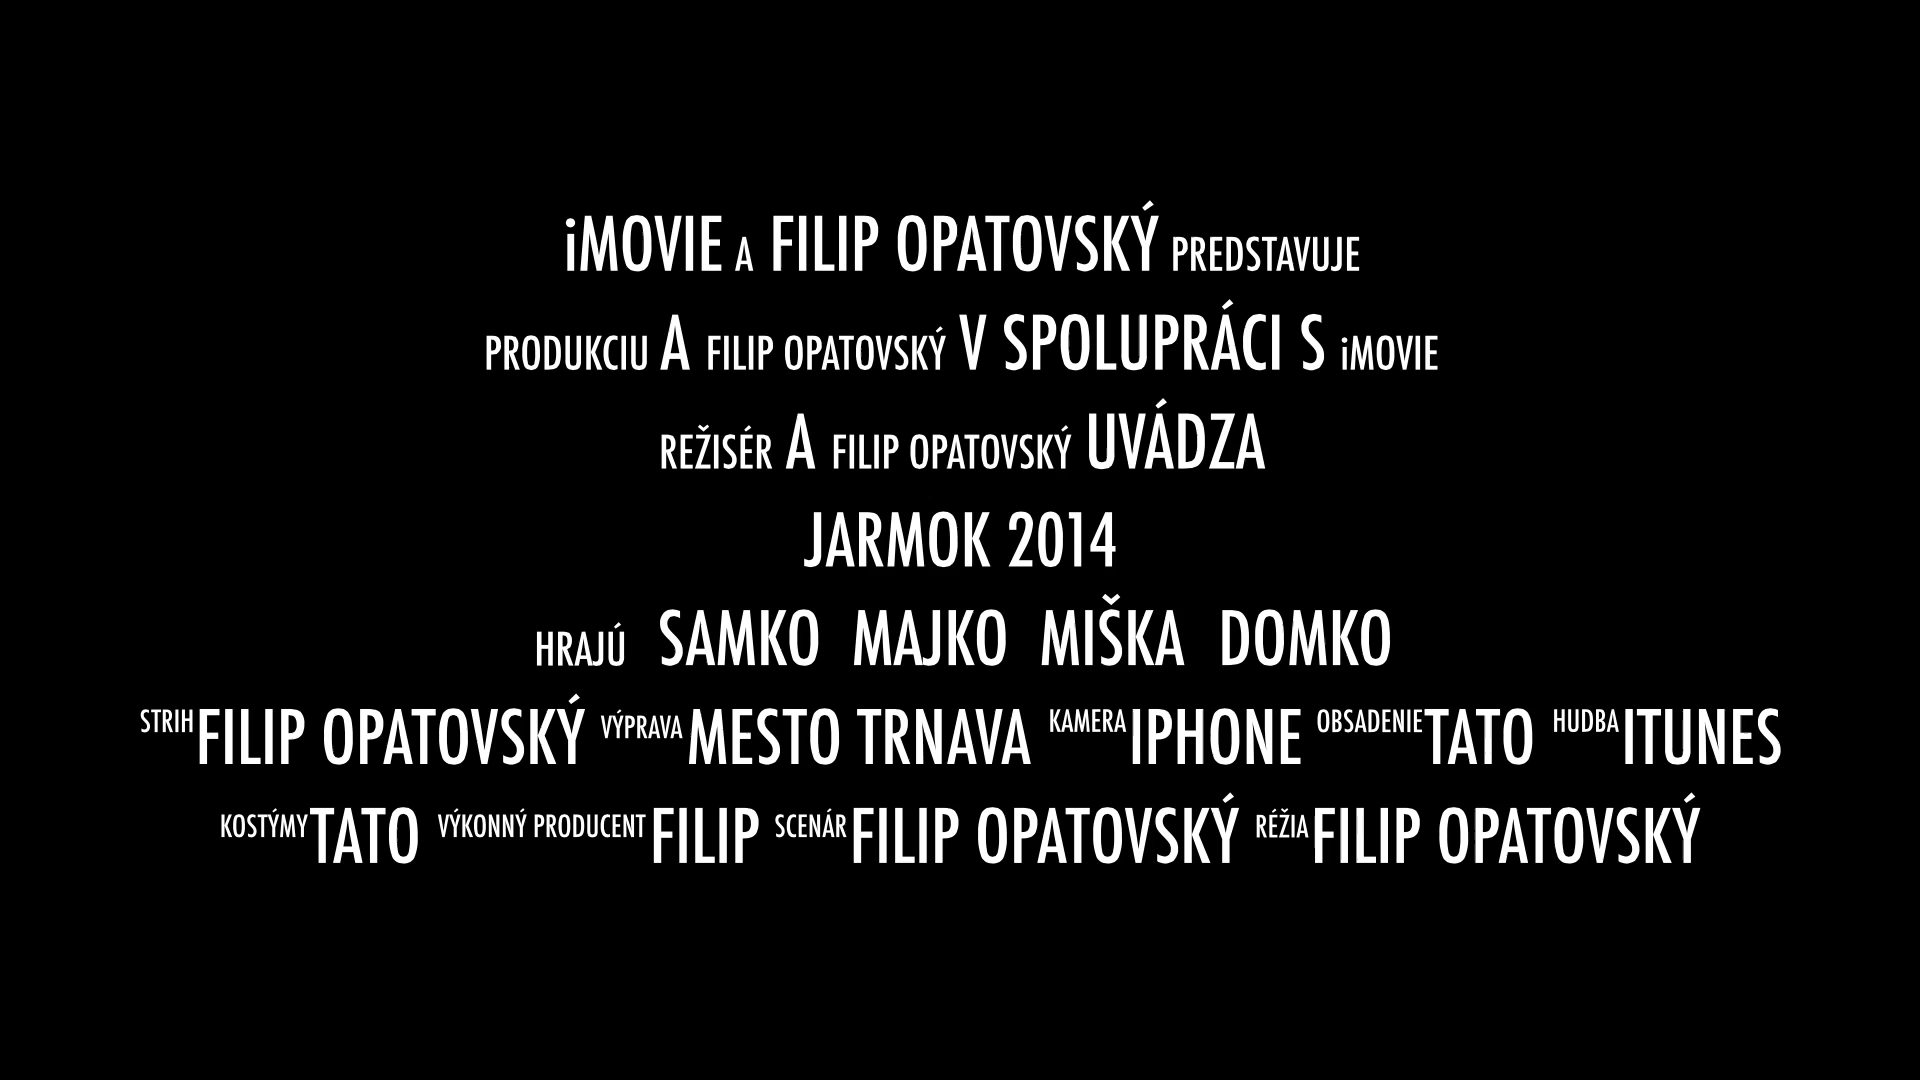 iMOVIE A FILIP OPATOVSKÝ PREDSTAVUJE
PRODUKCIU A FILIP OPATOVSKÝ V SPOLUPRÁCI S iMOVIE
REŽISÉR A FILIP OPATOVSKÝ UVÁDZA
JARMOK 2014
HRAJÚ SAMKO MAJKO MIŠKA DOMKO
STRIH FILIP OPATOVSKÝ VÝPRAVA MESTO TRNAVA KAMERA IPHONE OBSADENIE TATO HUDBA ITUNES
KOSTÝMY TATO VÝKONNÝ PRODUCENT FILIP SCENÁR FILIP OPATOVSKÝ RÉŽIA FILIP OPATOVSKÝ